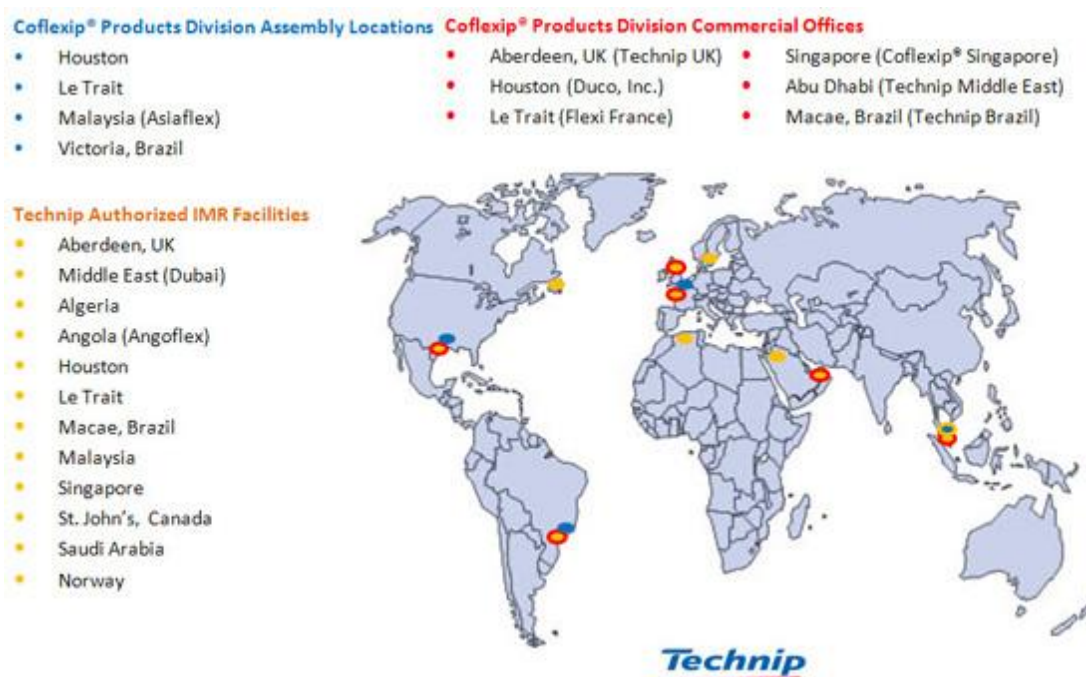 Coflexip® Products Division Assembly Locations
Houston
Le Trait
Malaysia (Asiaflex)
Victoria, Brazil
Coflexip® Products Division Commercial Offices
Aberdeen, UK (Technip UK)
Houston (Duco, Inc.)
Le Trait (Flexi France)
Singapore (Coflexip® Singapore)
Abu Dhabi (Technip Middle East)
Macae, Brazil (Technip Brazil)
Technip Authorized IMR Facilities
Aberdeen, UK
Middle East (Dubai)
Algeria
Angola (Angoflex)
Houston
Le Trait
Macae, Brazil
Malaysia
Singapore
St. John's, Canada
Saudi Arabia
Norway
Technip